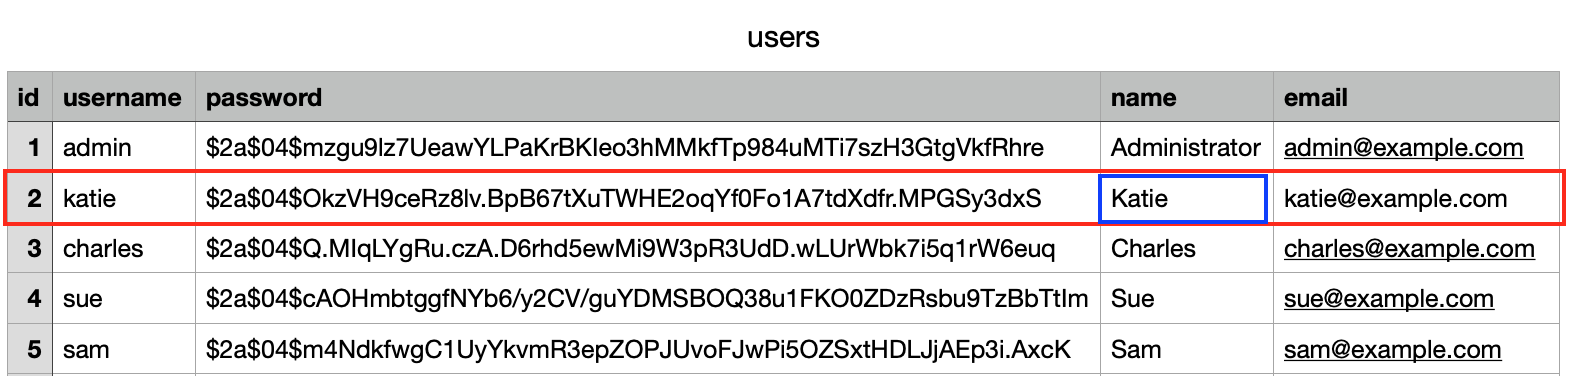 users
id username password name email
1 admin $2a$04$mzgu9lz7UeawYLPaKrBKIeo3hMMkfTp984uMTi7szH3GtgVkfRhre Administrator admin@example.com
2 katie $2a$04$OkzVH9ceRz8lv.BpB67tXuTWHE2oqYf0Fo1A7tdXdfr.MPGSy3dxS Katie katie@example.com
3 charles $2a$04$Q.MIqLYgRu.czA.D6rhd5ewMi9W3pR3UdD.wLUrWbk7i5q1rW6euq Charles charles@example.com
4 sue $2a$04$cAOHmbtggfNYb6/y2CV/guYDMSBOQ38u1FKO0ZDzRsbu9TzBbTtIm Sue sue@example.com
5 sam $2a$04$m4NdkfwgC1UyYkvmR3epZOPJUvoFJwPi5OZSxtHDLJjAEp3i.AxcK Sam sam@example.com